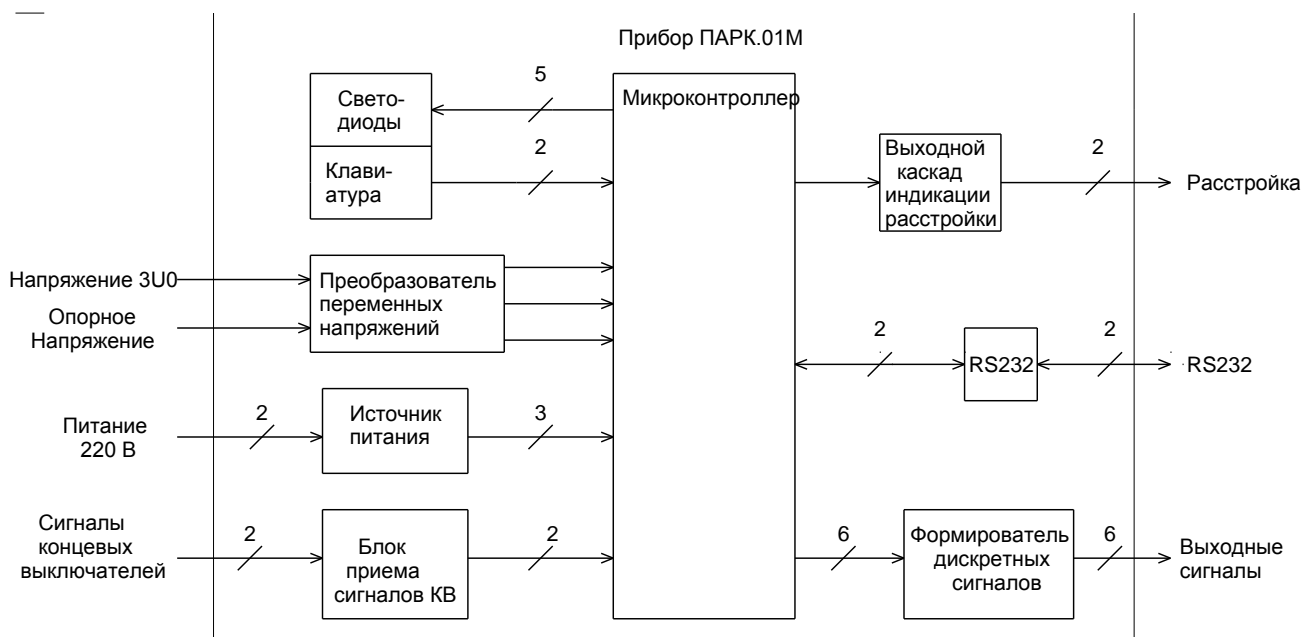 Прибор ПАРК.01М
Свето-
диоды
5
Микроконтроллер
Клави-
атура
2
Выходной
каскад
индикации
расстройки
2
Расстройка
Напряжение 3U0
Опорное
Напряжение
Преобразователь
переменных
напряжений
2
RS232
2
RS232
Питание
220 В
2
Источник
питания
3
Сигналы
концевых
выключателей
2
Блок
приема
сигналов КВ
2
6
Формирователь
дискретных
сигналов
6
Выходные
сигналы